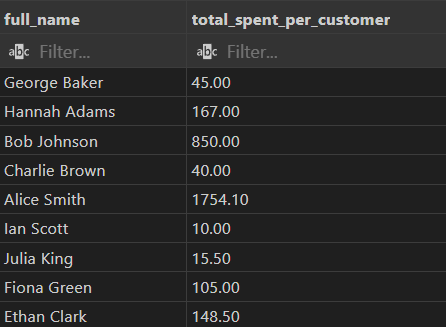 full_name total_spent_per_customer
abc Filter... abc Filter...
George Baker 45.00
Hannah Adams 167.00
Bob Johnson 850.00
Charlie Brown 40.00
Alice Smith 1754.10
Ian Scott 10.00
Julia King 15.50
Fiona Green 105.00
Ethan Clark 148.50